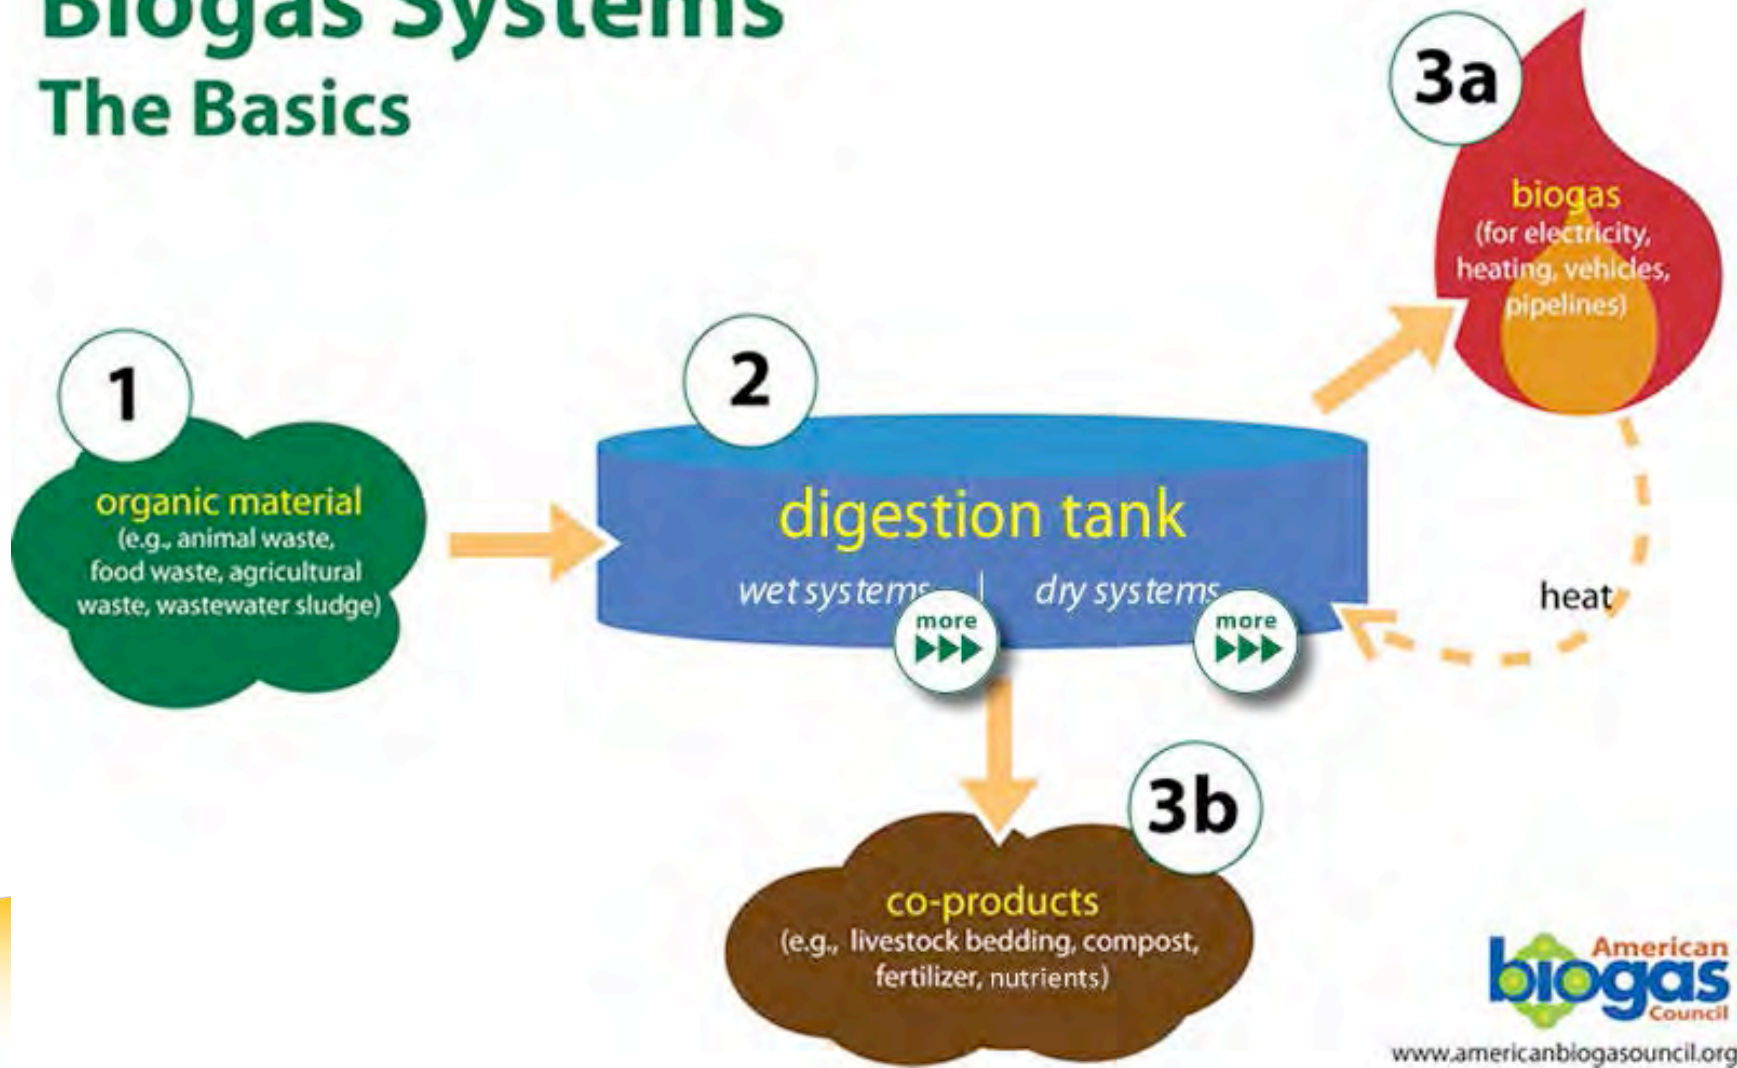 Biogas Systems
The Basics
3a
biogas
(for electricity,
heating, vehicles,
pipelines)
1
organic material
(e.g., animal waste,
food waste, agricultural
waste, wastewater sludge)
2
digestion tank
wet systems | dry systems
more
more
heat
3b
co-products
(e.g., livestock bedding, compost,
fertilizer, nutrients)
American
biogas
Council
www.americanbiogasouncil.org